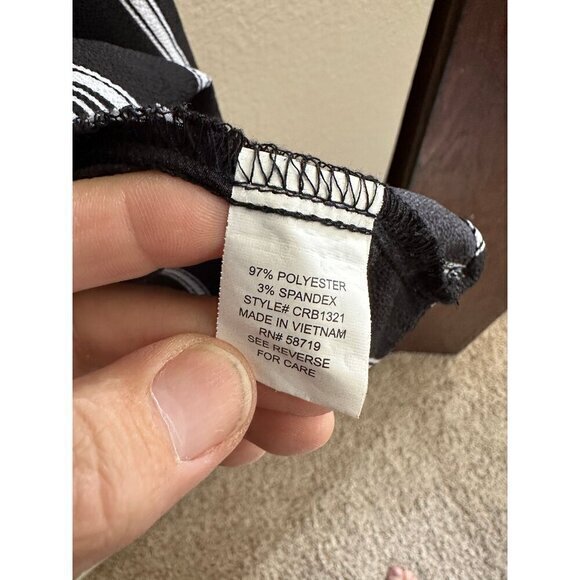 97% POLYESTER
3% SPANDEX
STYLE# CRB1321
MADE IN VIETNAM
RN# 58719
SEE REVERSE
FOR CARE